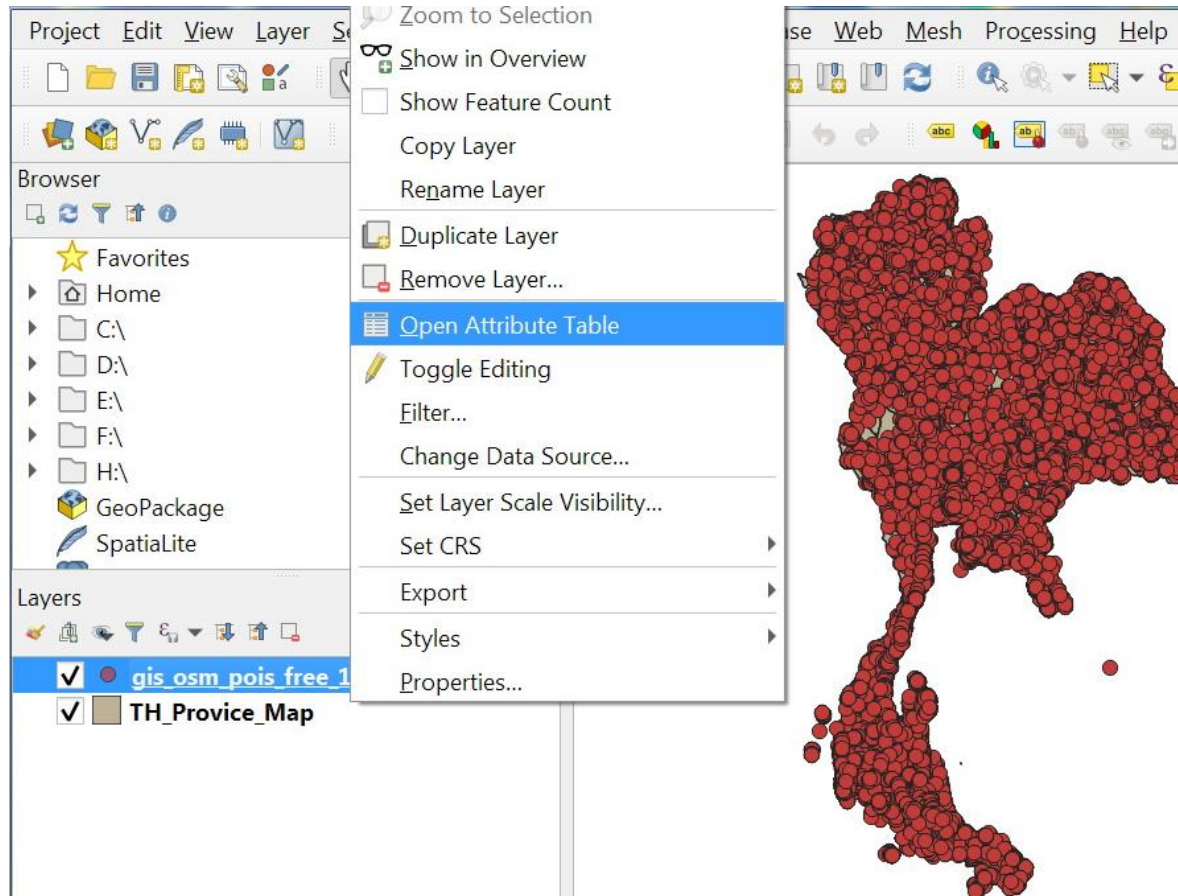 Project Edit View Layer
Web Mesh Processing Help
Zoom to Selection
Show in Overview
Show Feature Count
Copy Layer
Rename Layer
Duplicate Layer
Remove Layer...
Open Attribute Table
Toggle Editing
Filter...
Change Data Source...
Set Layer Scale Visibility...
Set CRS
Export
Styles
Properties...
abc
Browser
Favorites
Home
C:\
D:\
E:\
F:\
H:\
GeoPackage
SpatiaLite
Layers
gis_osm_pois_free_1
TH_Provice_Map